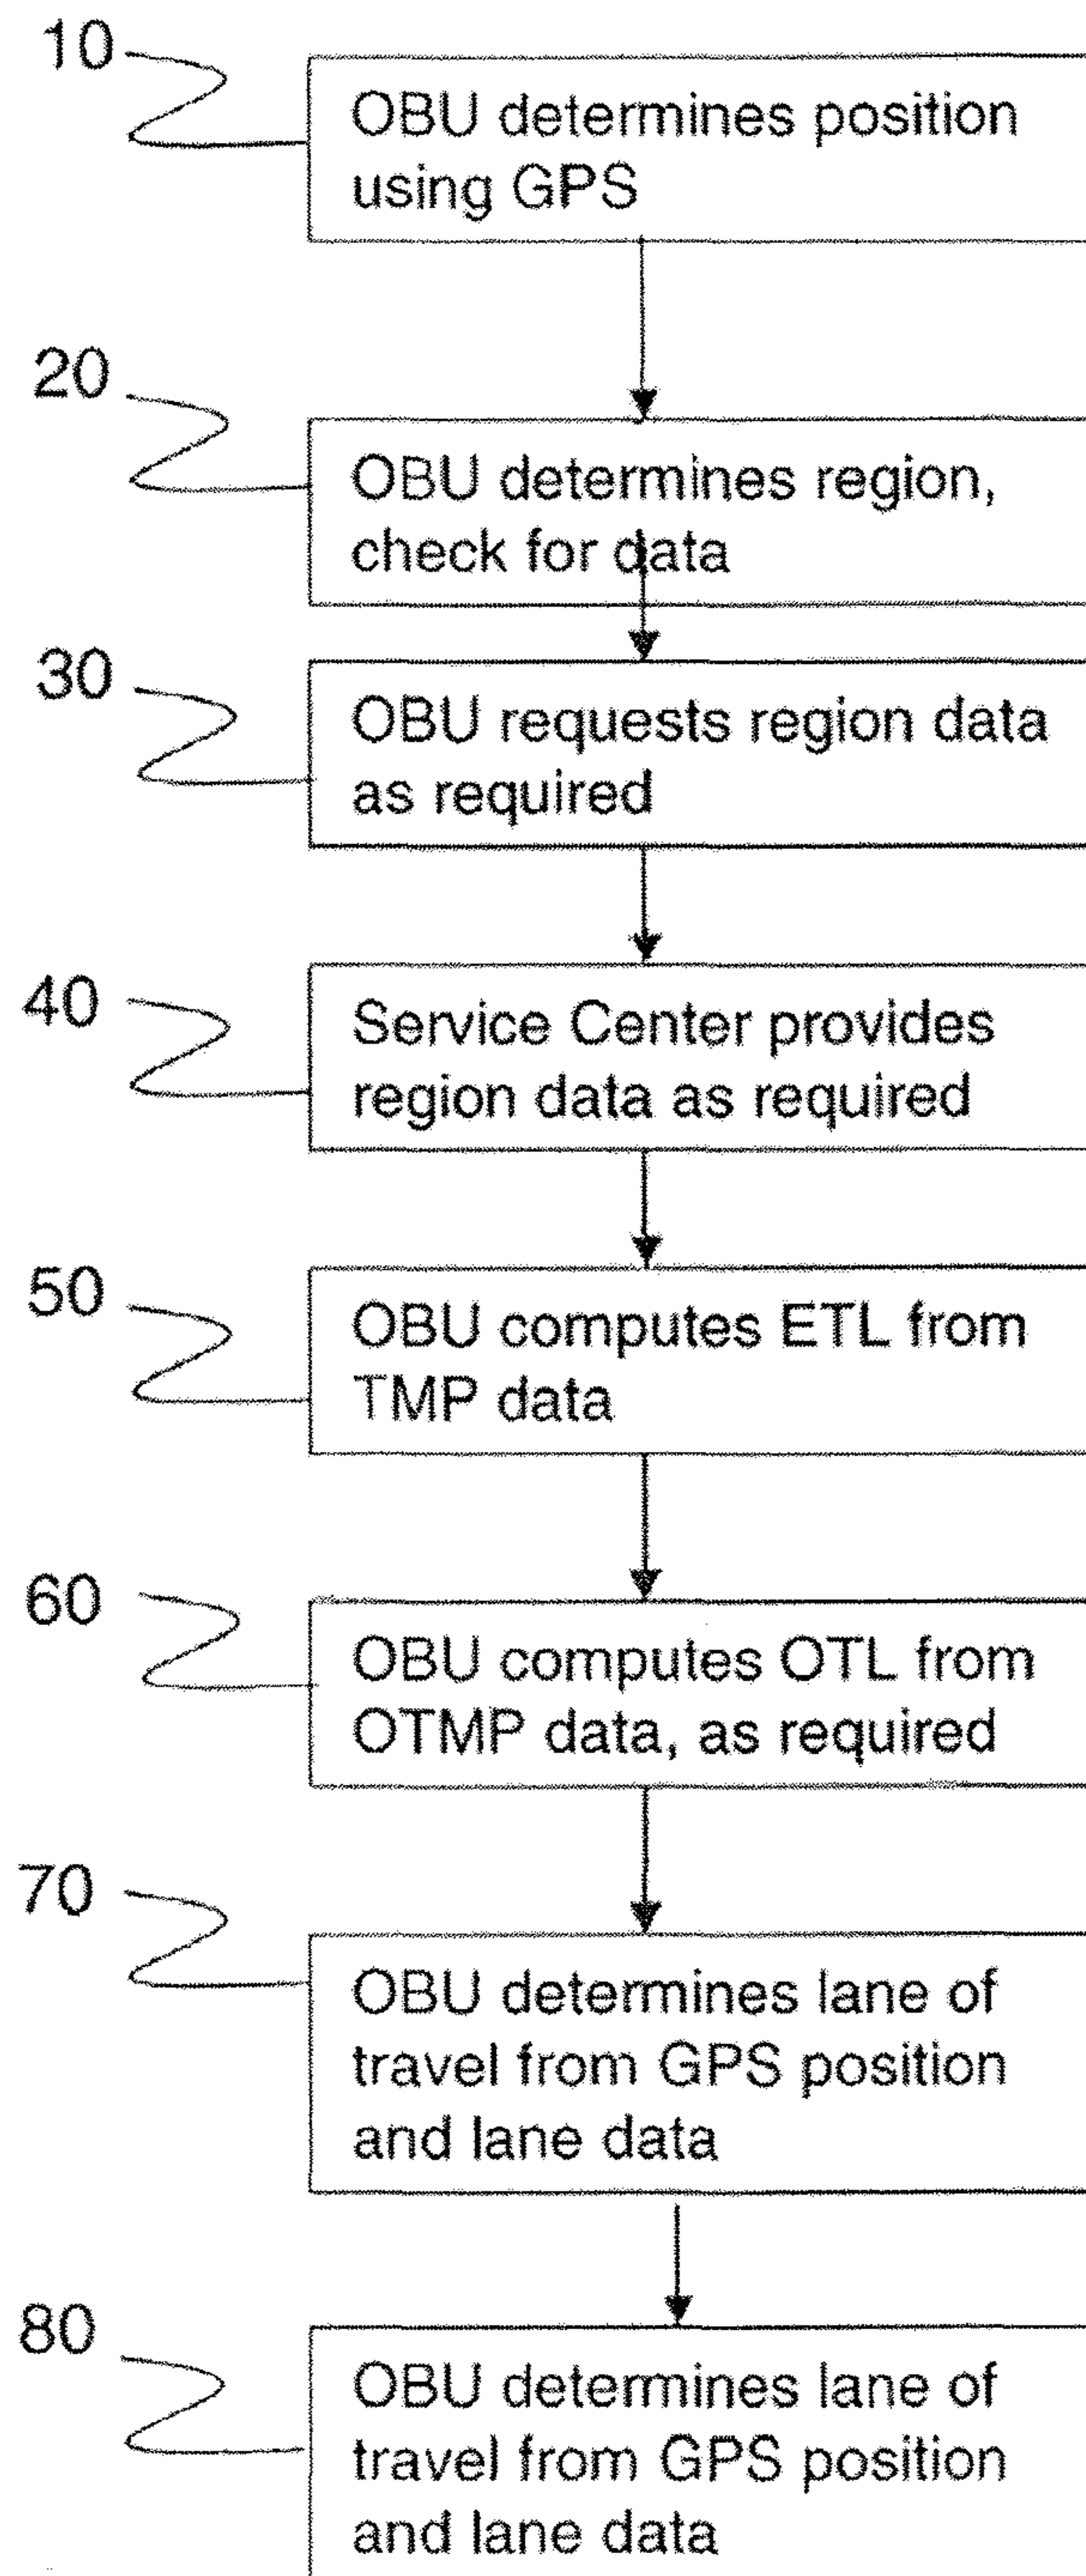 10
OBU determines position
using GPS
20
OBU determines region,
check for data
30
OBU requests region data
as required
40
Service Center provides
region data as required
50
OBU computes ETL from
TMP data
60
OBU computes OTL from
OTMP data, as required
70
OBU determines lane of
travel from GPS position
and lane data
80
OBU determines lane of
travel from GPS position
and lane data